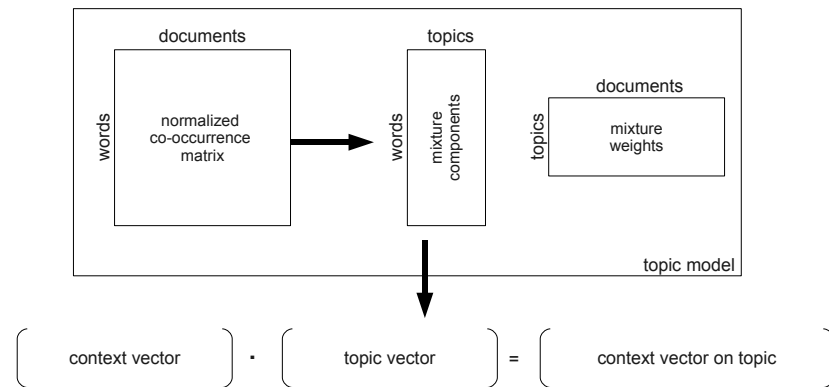 documents
topics
words
normalized
co-occurrence
matrix
words
mixture
components
documents
topics
mixture
weights
topic model
context vector · topic vector = context vector on topic